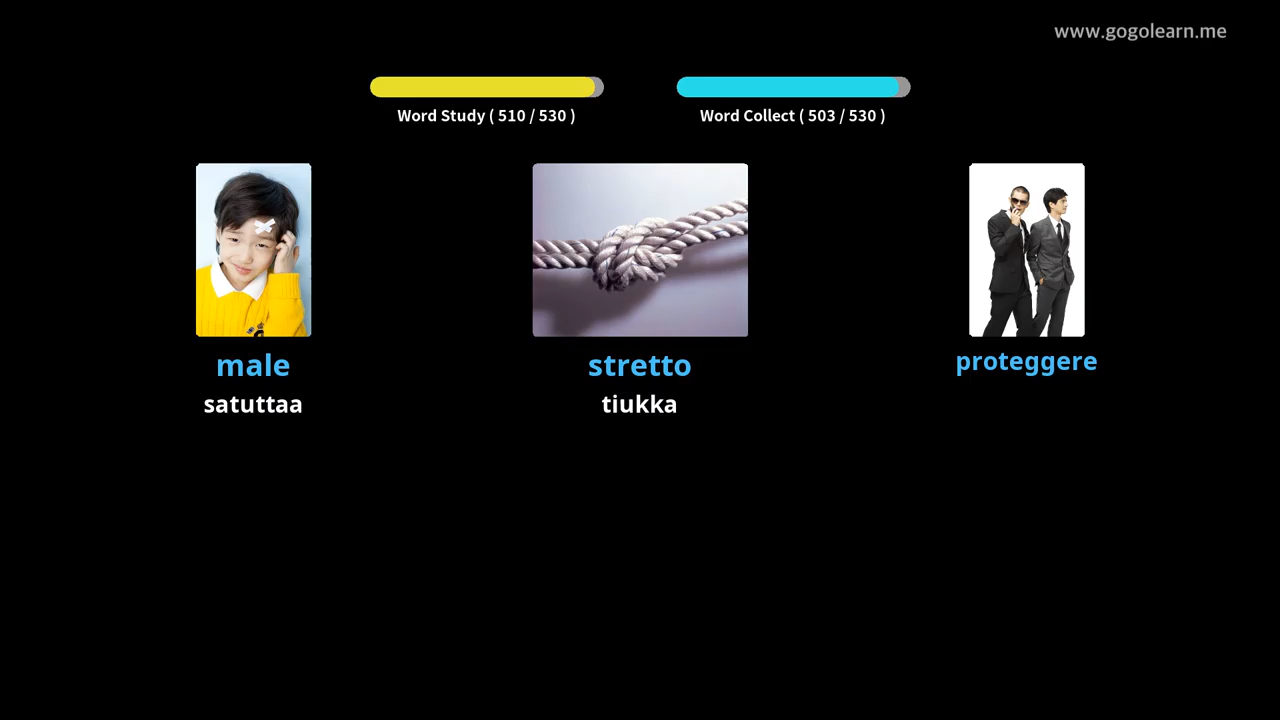 www.gogolearn.me
Word Study ( 510 / 530 )
Word Collect ( 503 / 530 )
male
stretto
proteggere
satuttaa
tiukka